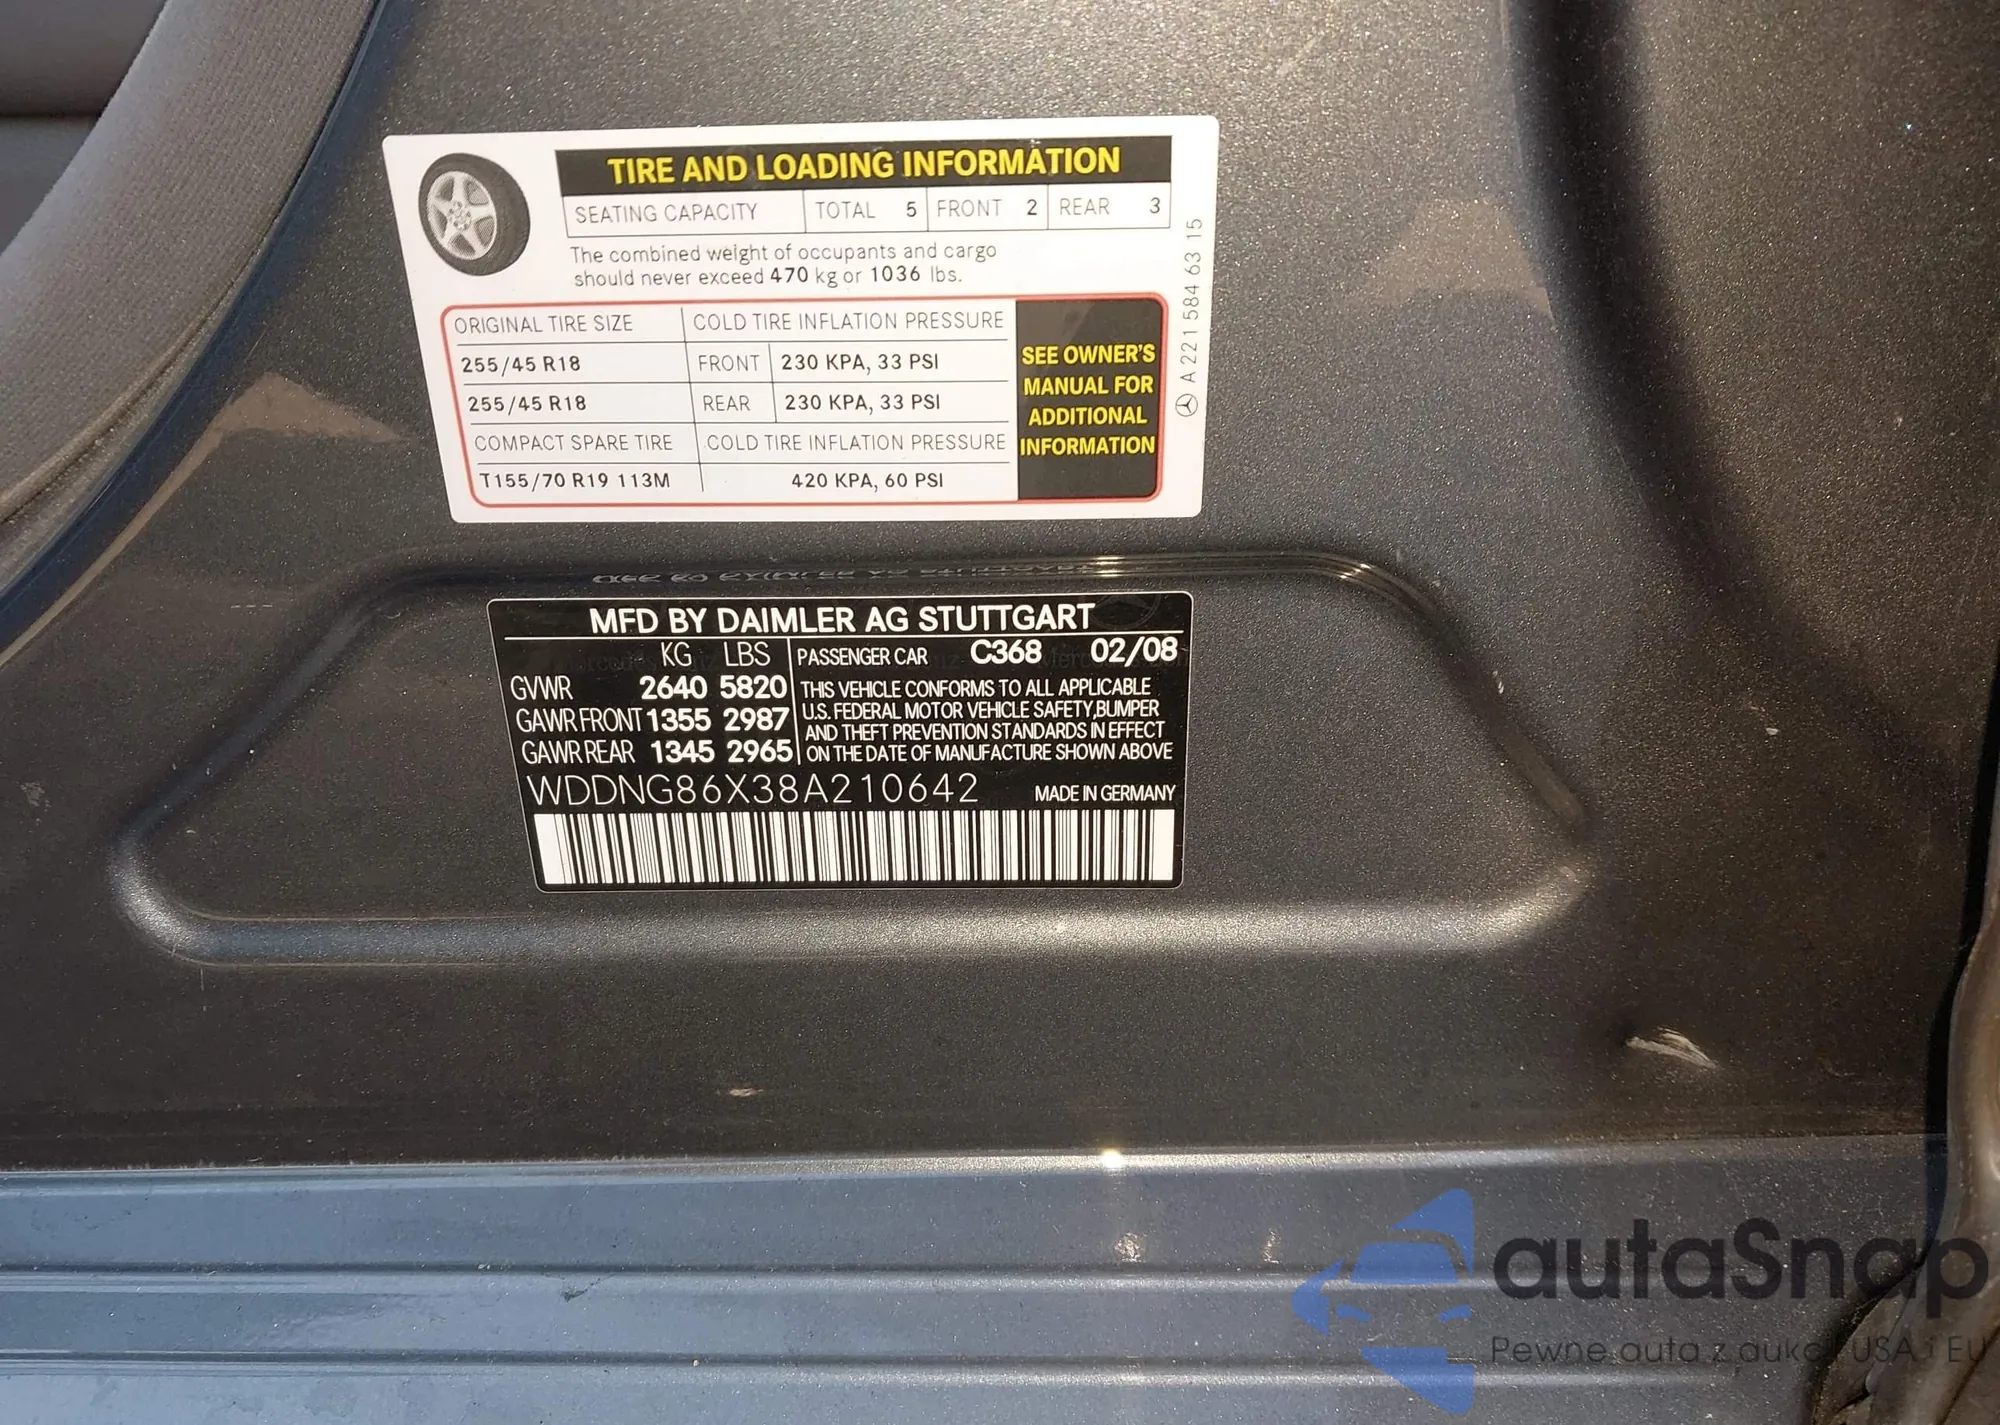 TIRE AND LOADING INFORMATION
SEATING CAPACITY TOTAL 5 FRONT 2 REAR 3
The combined weight of occupants and cargo
should never exceed 470 kg or 1036 lbs.
ORIGINAL TIRE SIZE COLD TIRE INFLATION PRESSURE
255/45 R18 FRONT 230 KPA, 33 PSI
255/45 R18 REAR 230 KPA, 33 PSI
COMPACT SPARE TIRE COLD TIRE INFLATION PRESSURE
T155/70 R19 113M 420 KPA, 60 PSI
SEE OWNER'S
MANUAL FOR
ADDITIONAL
INFORMATION
A 221 584 63 15
MFD BY DAIMLER AG STUTTGART
KG LBS PASSENGER CAR C368 02/08
GVWR 2640 5820
GAWR FRONT 1355 2987
GAWR REAR 1345 2965
THIS VEHICLE CONFORMS TO ALL APPLICABLE
U.S. FEDERAL MOTOR VEHICLE SAFETY,BUMPER
AND THEFT PREVENTION STANDARDS IN EFFECT
ON THE DATE OF MANUFACTURE SHOWN ABOVE
WDDNG86X38A210642 MADE IN GERMANY
autaSnap
Pewne auta z aukcji USA i EU